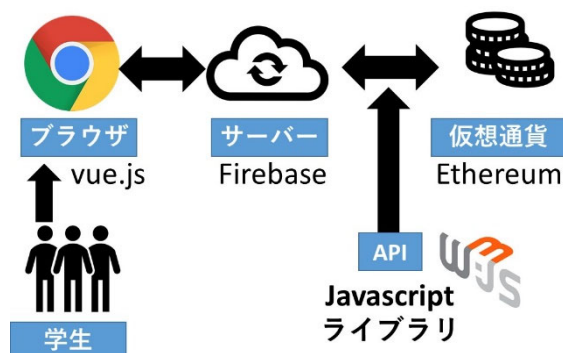 ブラウザ
サーバー
仮想通貨
vue.js
Firebase
Ethereum
API
Javascript
ライブラリ
学生